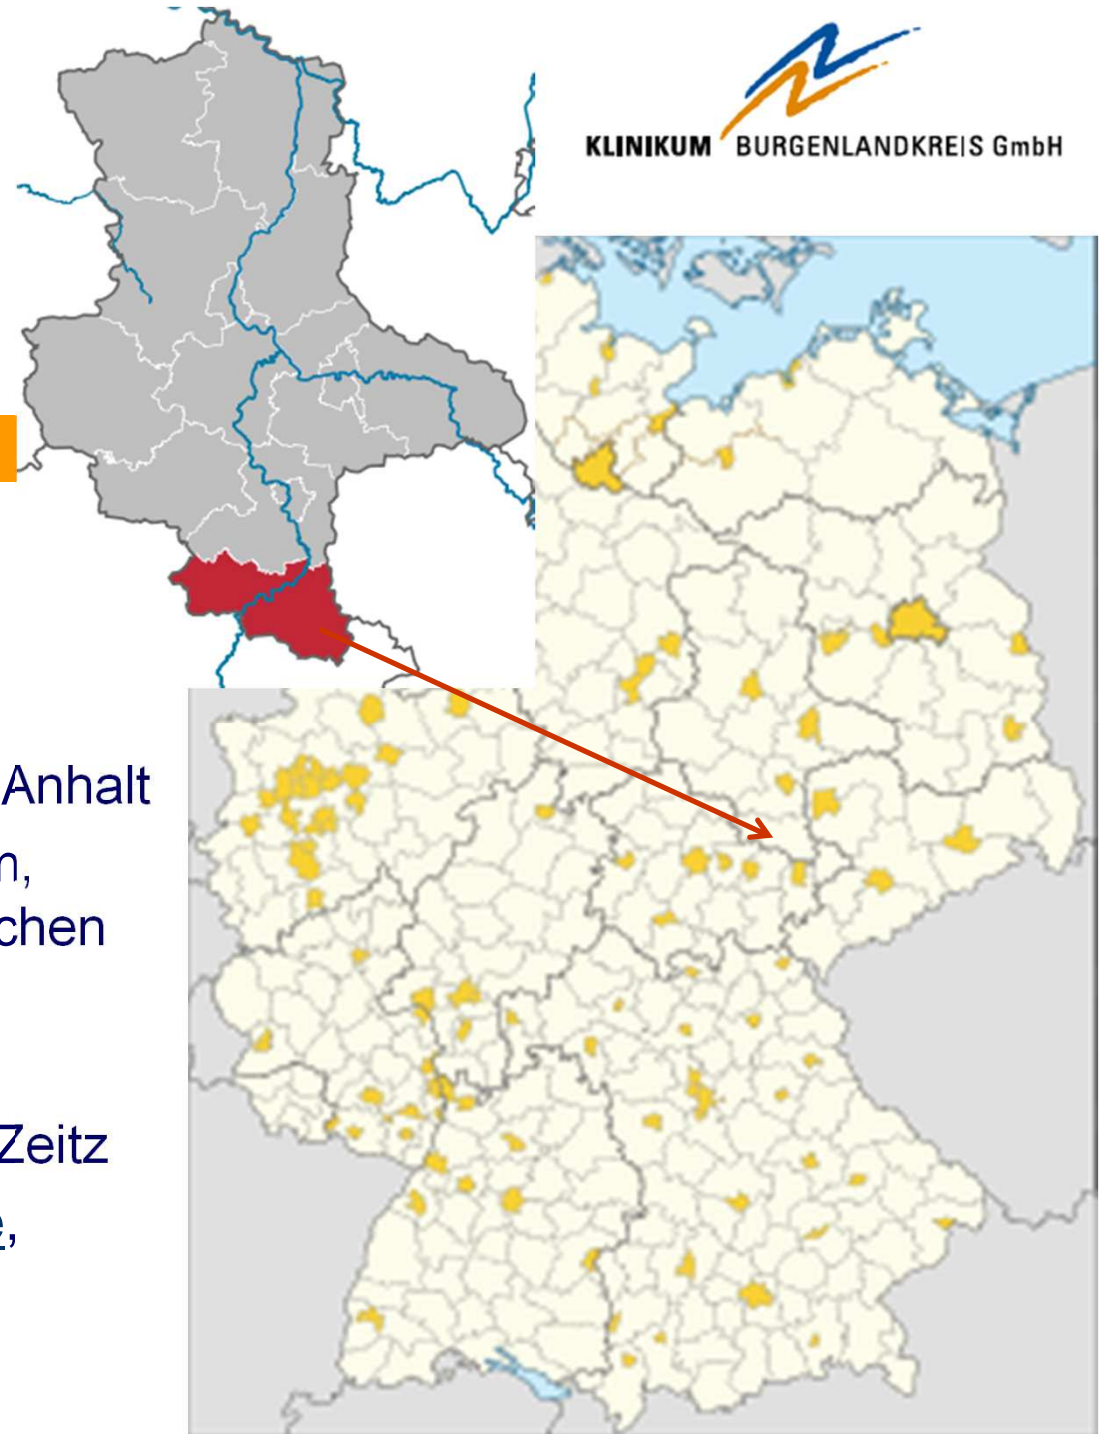 KLINIKUM BURGENLANDKREIS GmbH
Anhalt
n,
chen
Zeitz
e,